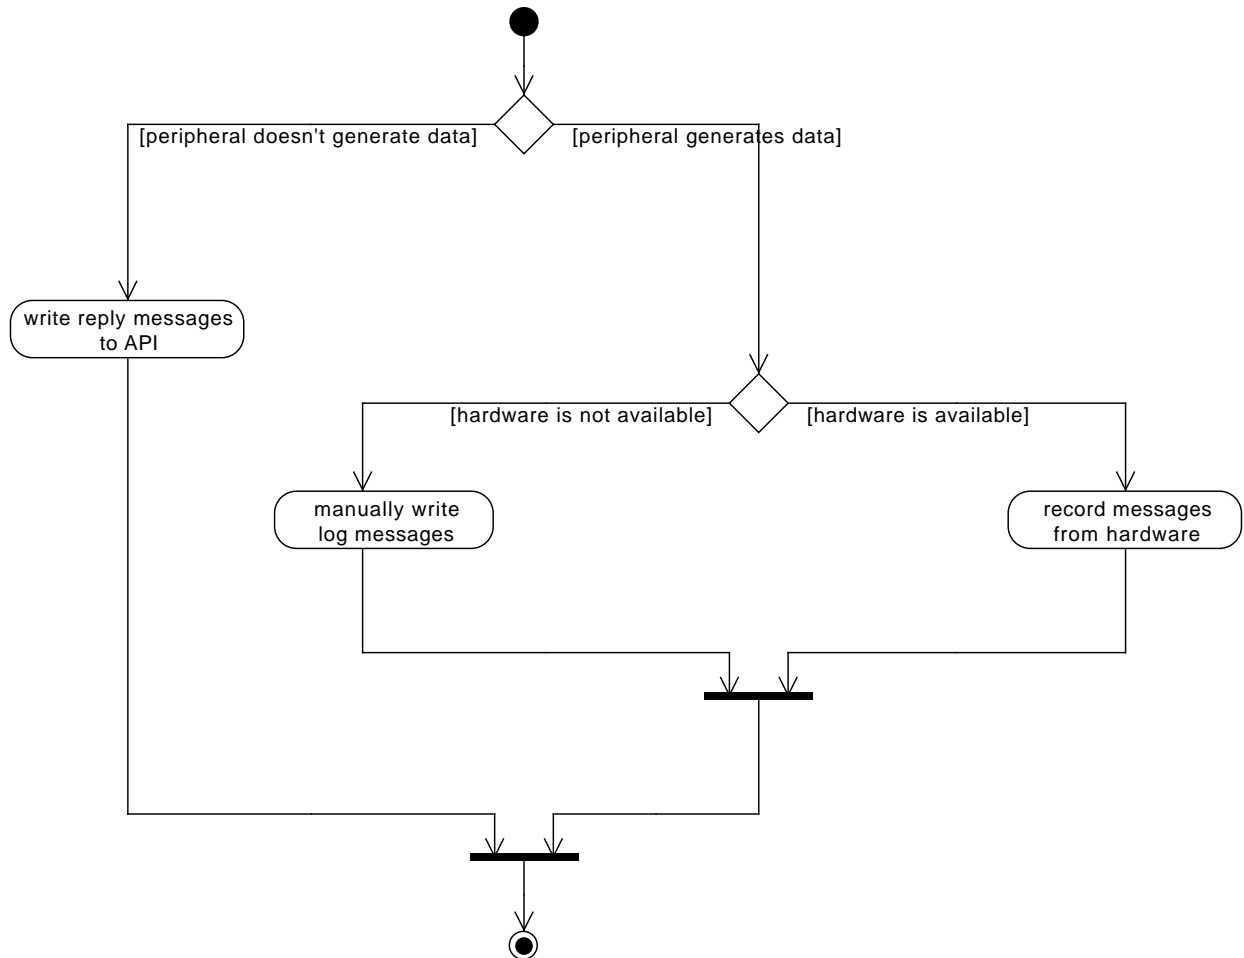 [peripheral doesn't generate data]
[peripheral generates data]
write reply messages
to API
[hardware is not available]
[hardware is available]
manually write
log messages
record messages
from hardware